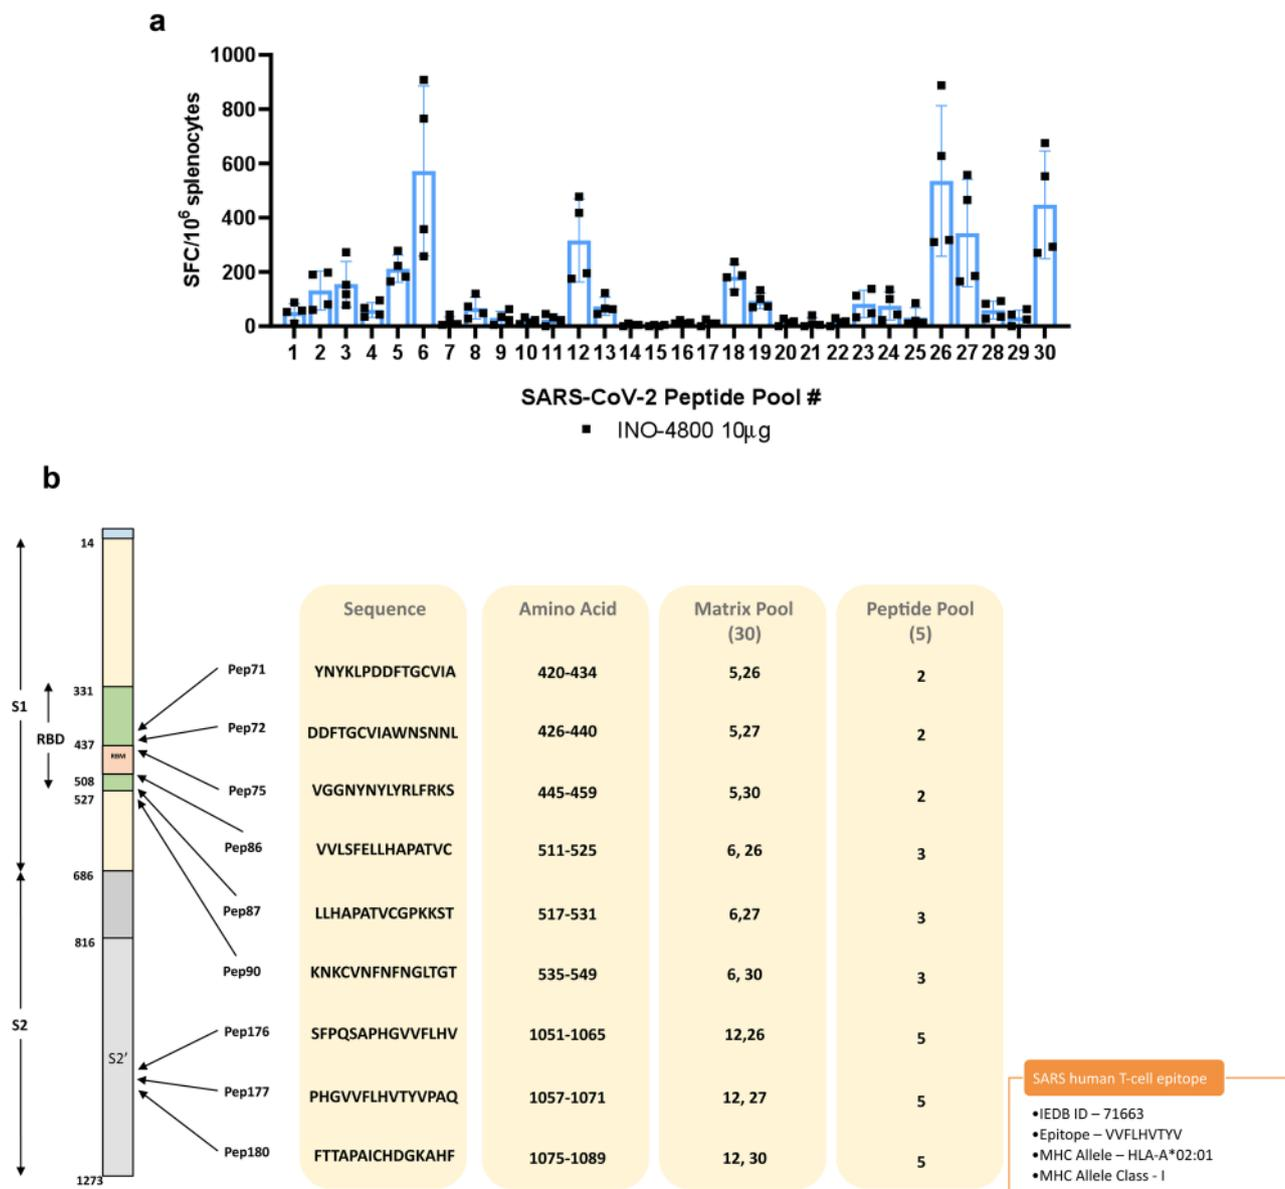 a
1000
800
600
400
200
0
SFC/10⁶ splenocytes
1 2 3 4 5 6 7 8 9 10 11 12 13 14 15 16 17 18 19 20 21 22 23 24 25 26 27 28 29 30
SARS-CoV-2 Peptide Pool #
INO-4800 10µg
b
14
331
437
508
527
686
816
1273
S1
RBD
RBM
S2
S2′
Sequence Amino Acid Matrix Pool (30) Peptide Pool (5)
Pep71 YNYKLPDDFTGCVIA 420-434 5,26 2
Pep72 DDFTGCVIAWNSNNL 426-440 5,27 2
Pep75 VGGNYNYLYRLFRKS 445-459 5,30 2
Pep86 VVLSFELLHAPATVC 511-525 6, 26 3
Pep87 LLHAPATVCGPKKST 517-531 6,27 3
Pep90 KNKCVNFNFNGLTGT 535-549 6, 30 3
Pep176 SFPQSAPHGVVFLHV 1051-1065 12,26 5
Pep177 PHGVVFLHVTYVPAQ 1057-1071 12, 27 5
Pep180 FTTAPAICHDGKAHF 1075-1089 12, 30 5
SARS human T-cell epitope
•IEDB ID – 71663
•Epitope – VVFLHVTYV
•MHC Allele – HLA-A*02:01
•MHC Allele Class - I